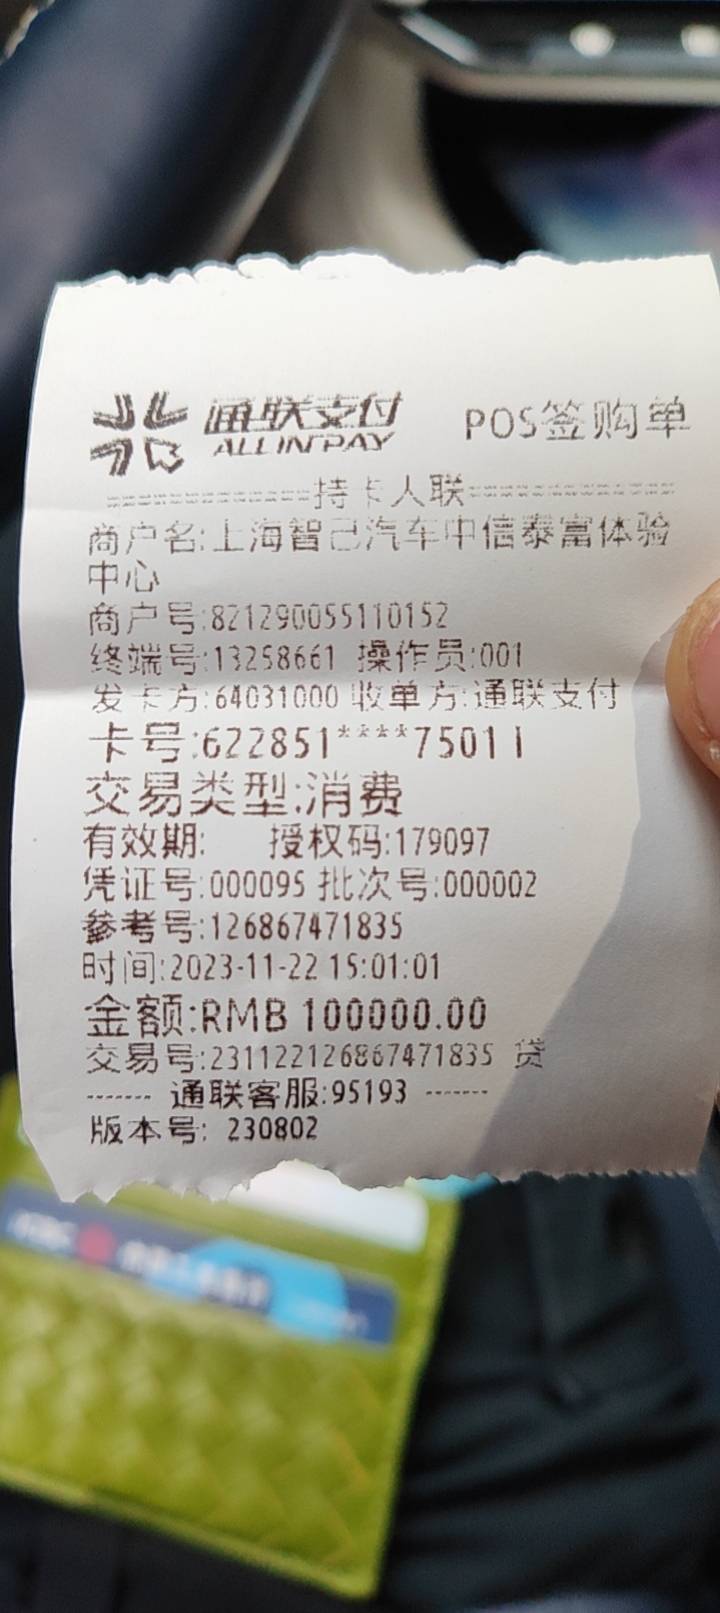 通联支付 POS签购单
ALLINPAY
持卡人联
商户名:上海智己汽车中信泰富体验
中心
商户号:821290055110152
终端号:13258661 操作员:001
发卡方:64031000 收单方:通联支付
卡号:622851****7501 I
交易类型:消费
有效期: 授权码:179097
凭证号:000095 批次号:000002
参考号:126867471835
时间:2023-11-22 15:01:01
金额:RMB 100000.00
交易号:231122126867471835 贷
------- 通联客服:95193 -------
版本号: 230802